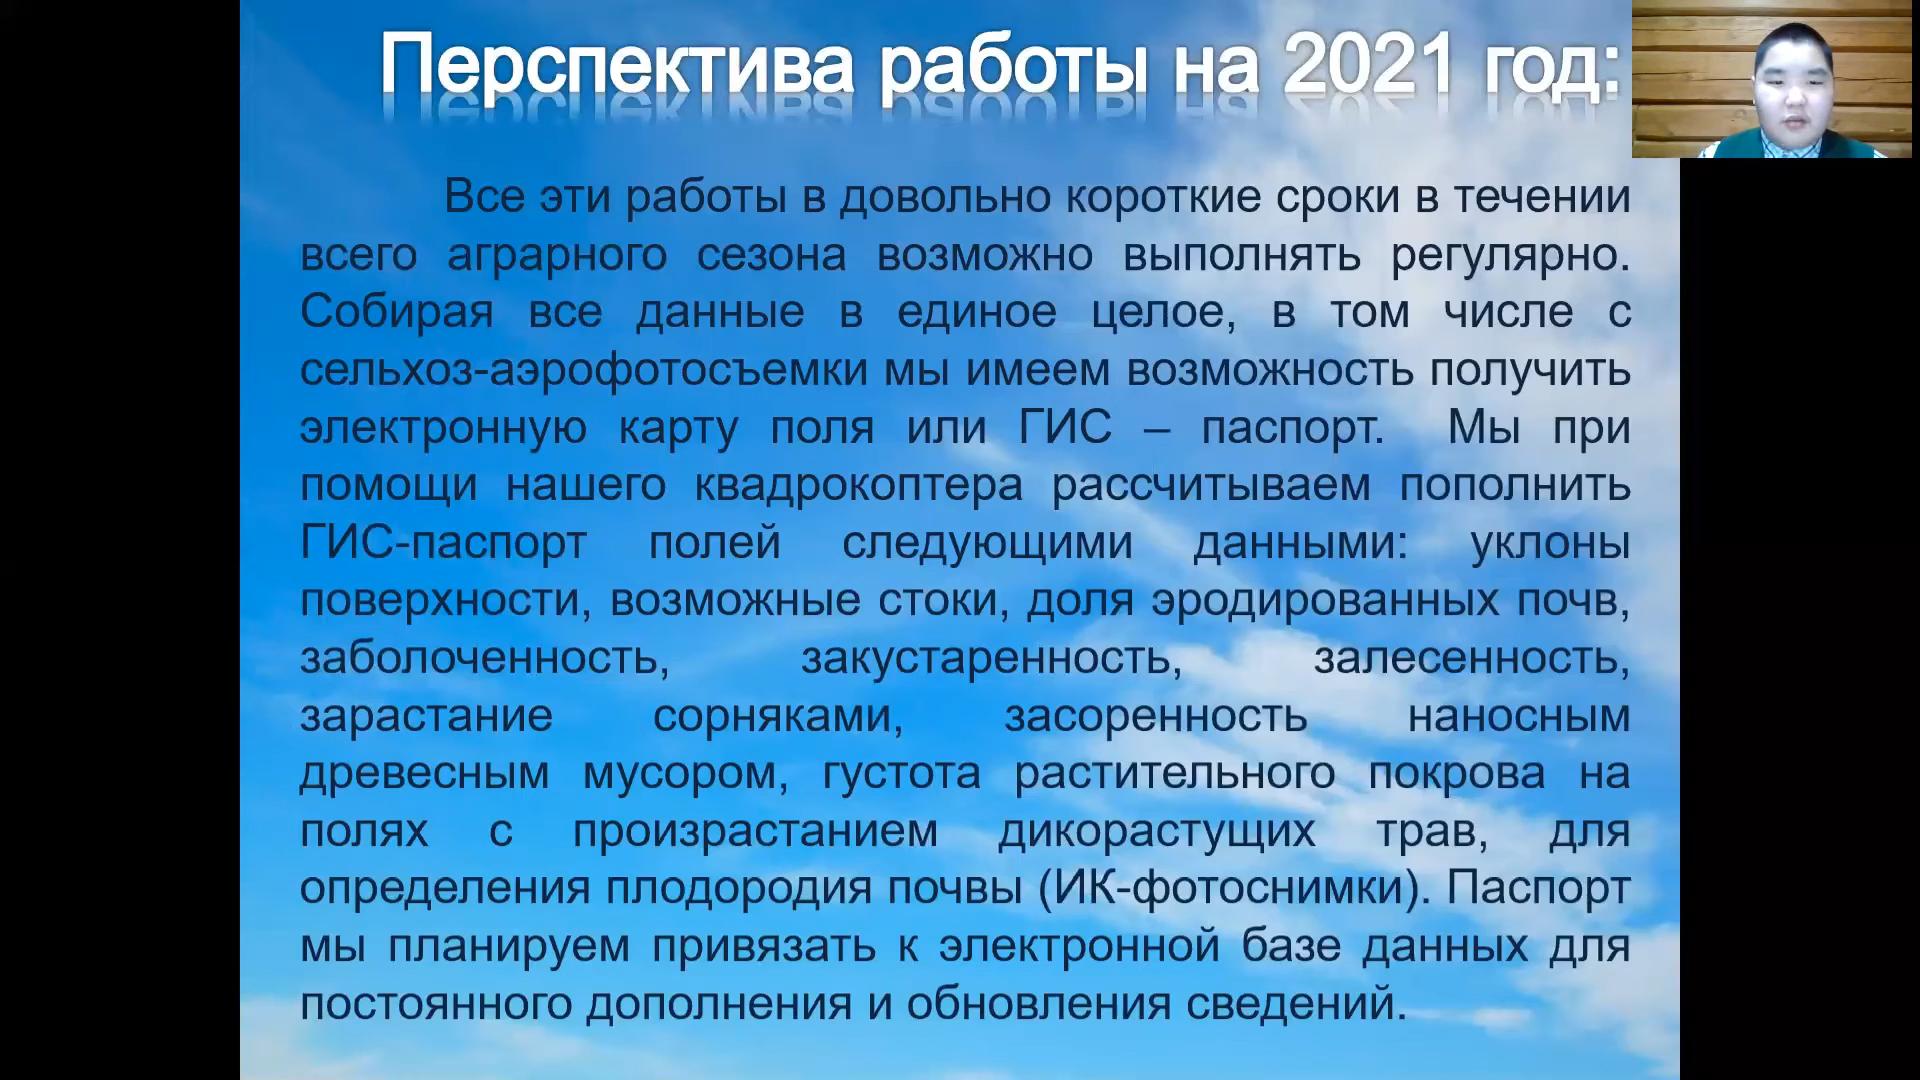 Перспектива работы на 2021 год:
Все эти работы в довольно короткие сроки в течении
всего аграрного сезона возможно выполнять регулярно.
Собирая все данные в единое целое, в том числе с
сельхоз-аэрофотосъемки мы имеем возможность получить
электронную карту поля или ГИС – паспорт. Мы при
помощи нашего квадрокоптера рассчитываем пополнить
ГИС-паспорт полей следующими данными: уклоны
поверхности, возможные стоки, доля эродированных почв,
заболоченность, закустаренность, залесенность,
зарастание сорняками, засоренность наносным
древесным мусором, густота растительного покрова на
полях с произрастанием дикорастущих трав, для
определения плодородия почвы (ИК-фотоснимки). Паспорт
мы планируем привязать к электронной базе данных для
постоянного дополнения и обновления сведений.